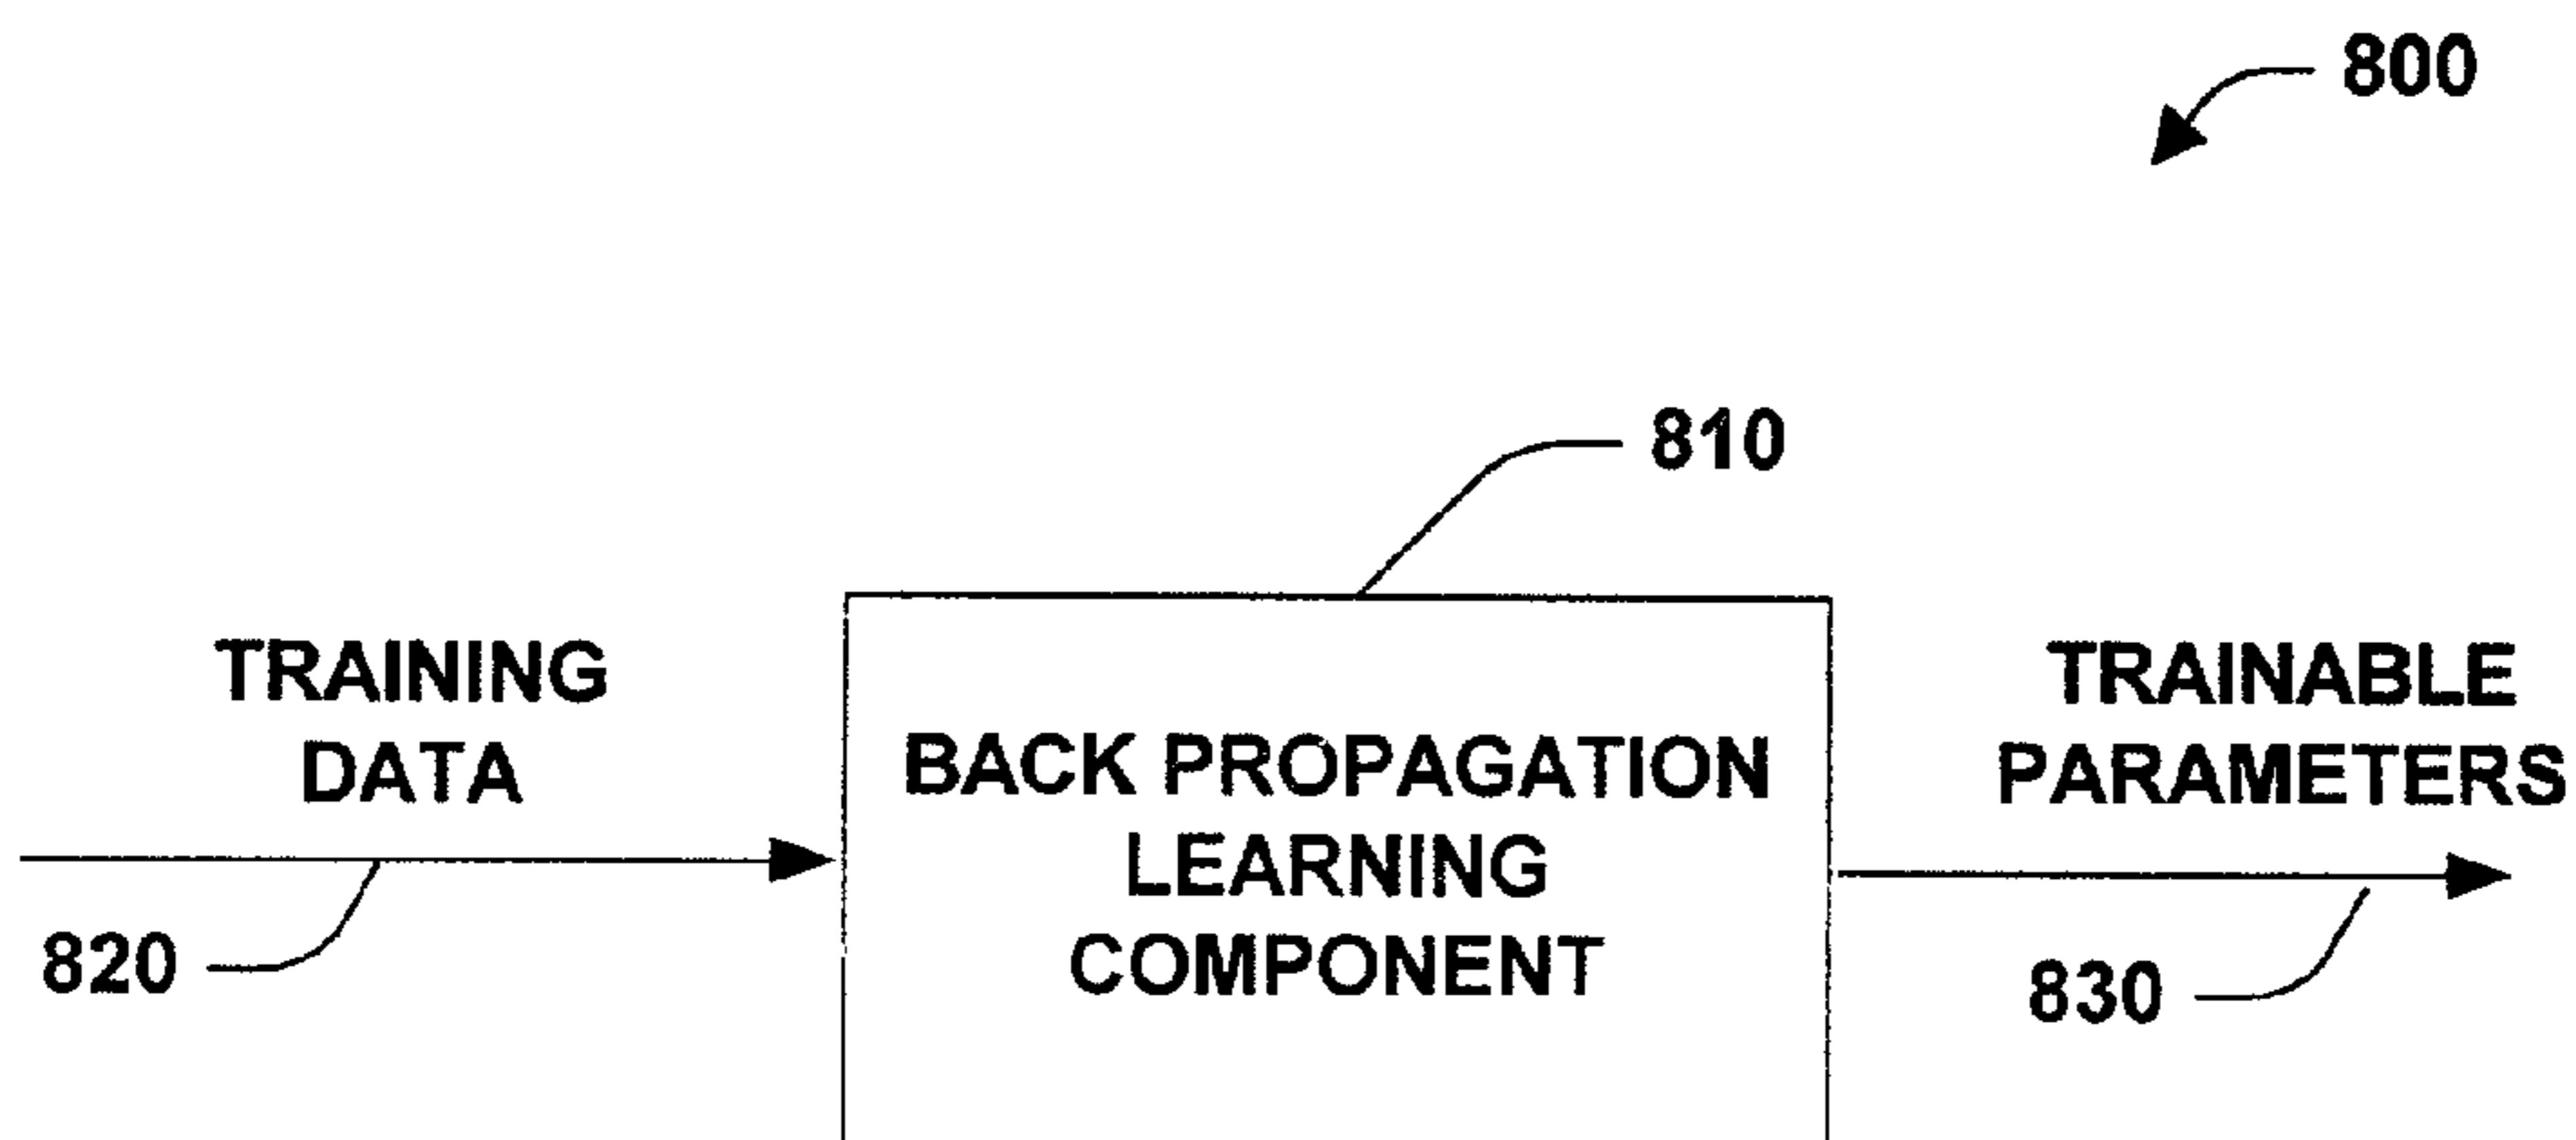 800
810
TRAINING
DATA
820
BACK PROPAGATION
LEARNING
COMPONENT
TRAINABLE
PARAMETERS
830